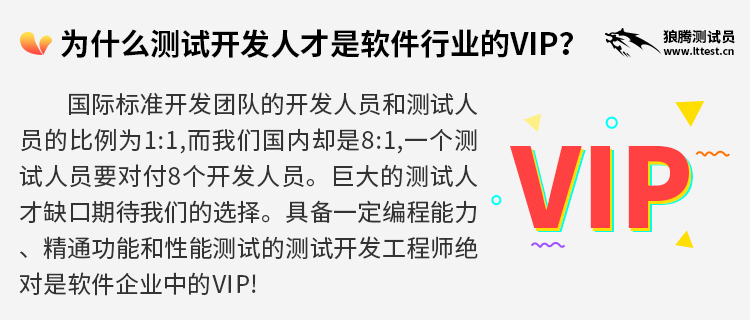 为什么测试开发人才是软件行业的VIP?
狼腾测试员
www.lttest.cn
国际标准开发团队的开发人员和测试人
员的比例为1:1,而我们国内却是8:1,一个测
试人员要对付8个开发人员。巨大的测试人
才缺口期待我们的选择。具备一定编程能力
、精通功能和性能测试的测试开发工程师绝
对是软件企业中的VIP!
VIP